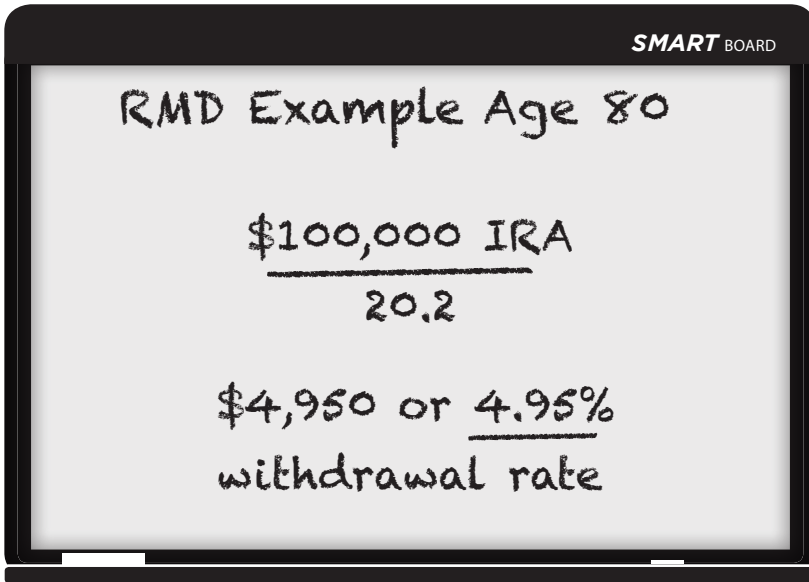 SMART BOARD
RMD Example Age 80
$100,000 IRA
20.2
$4,950 or 4.95%
withdrawal rate